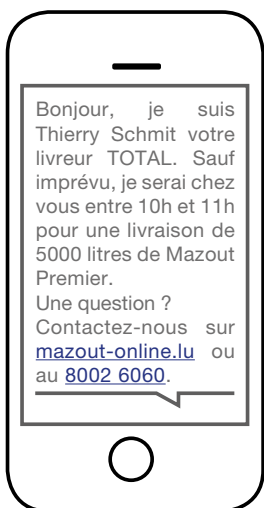 Bonjour, je suis
Thierry Schmit votre
livreur TOTAL. Sauf
imprévu, je serai chez
vous entre 10h et 11h
pour une livraison de
5000 litres de Mazout
Premier.
Une question ?
Contactez-nous sur
mazout-online.lu ou
au 8002 6060.